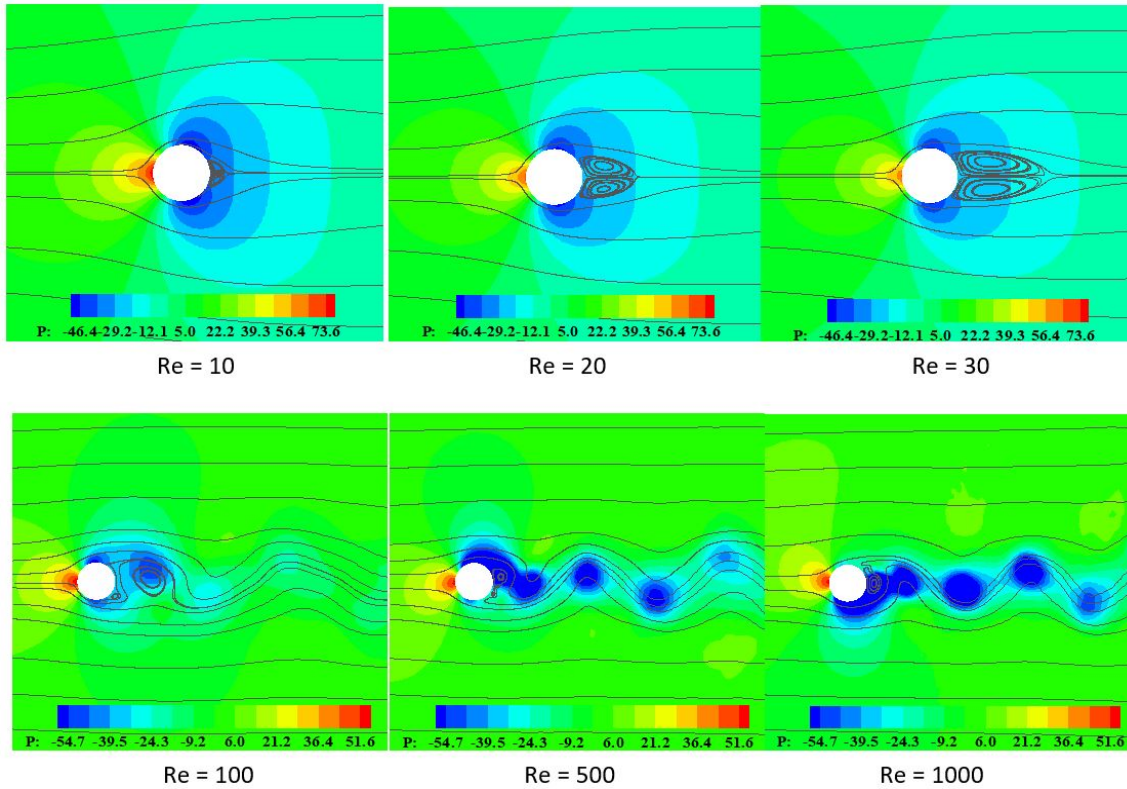 P: -46.4-29.2-12.1 5.0 22.2 39.3 56.4 73.6
P: -46.4-29.2-12.1 5.0 22.2 39.3 56.4 73.6
P: -46.4-29.2-12.1 5.0 22.2 39.3 56.4 73.6
Re = 10
Re = 20
Re = 30
P: -54.7 -39.5 -24.3 -9.2 6.0 21.2 36.4 51.6
P: -54.7 -39.5 -24.3 -9.2 6.0 21.2 36.4 51.6
P: -54.7 -39.5 -24.3 -9.2 6.0 21.2 36.4 51.6
Re = 100
Re = 500
Re = 1000